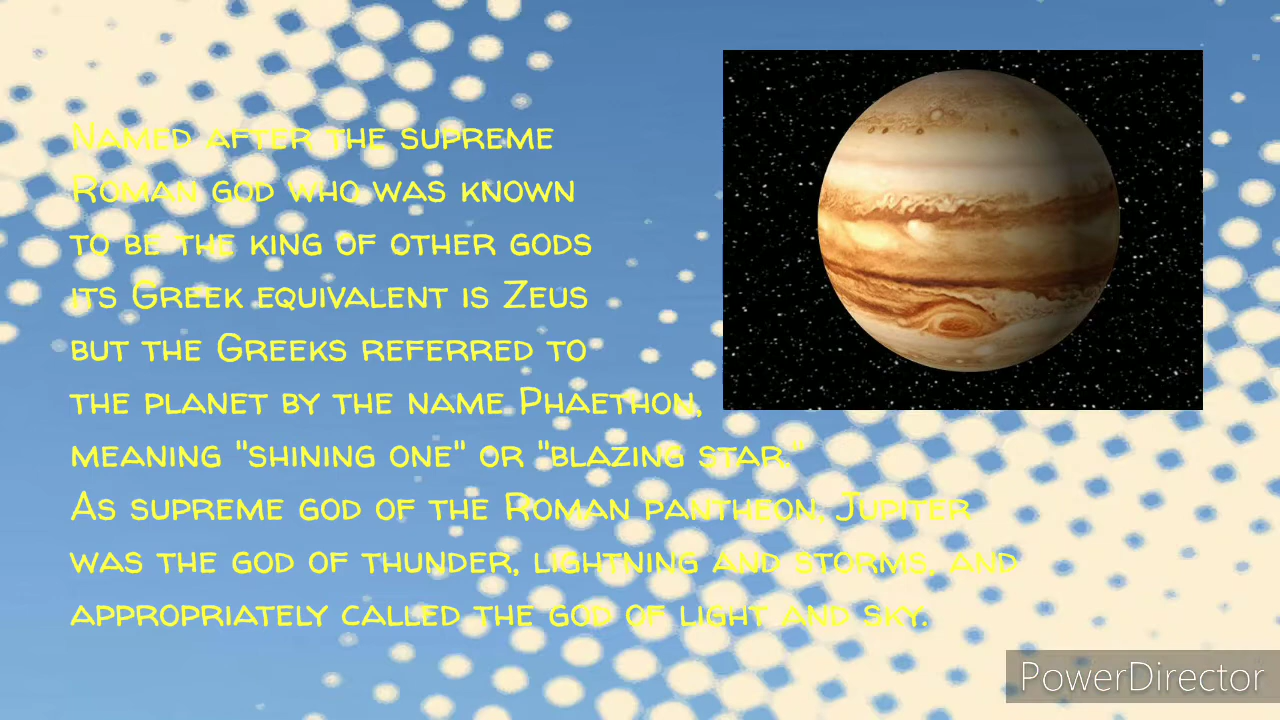 Named after the supreme
Roman god who was known
to be the king of other gods
its Greek equivalent is Zeus
but the Greeks referred to
the planet by the name Phaethon,
meaning "shining one" or "blazing star."
As supreme god of the Roman pantheon, Jupiter
was the god of thunder, lightning and storms, and
appropriately called the god of light and sky.
PowerDirector